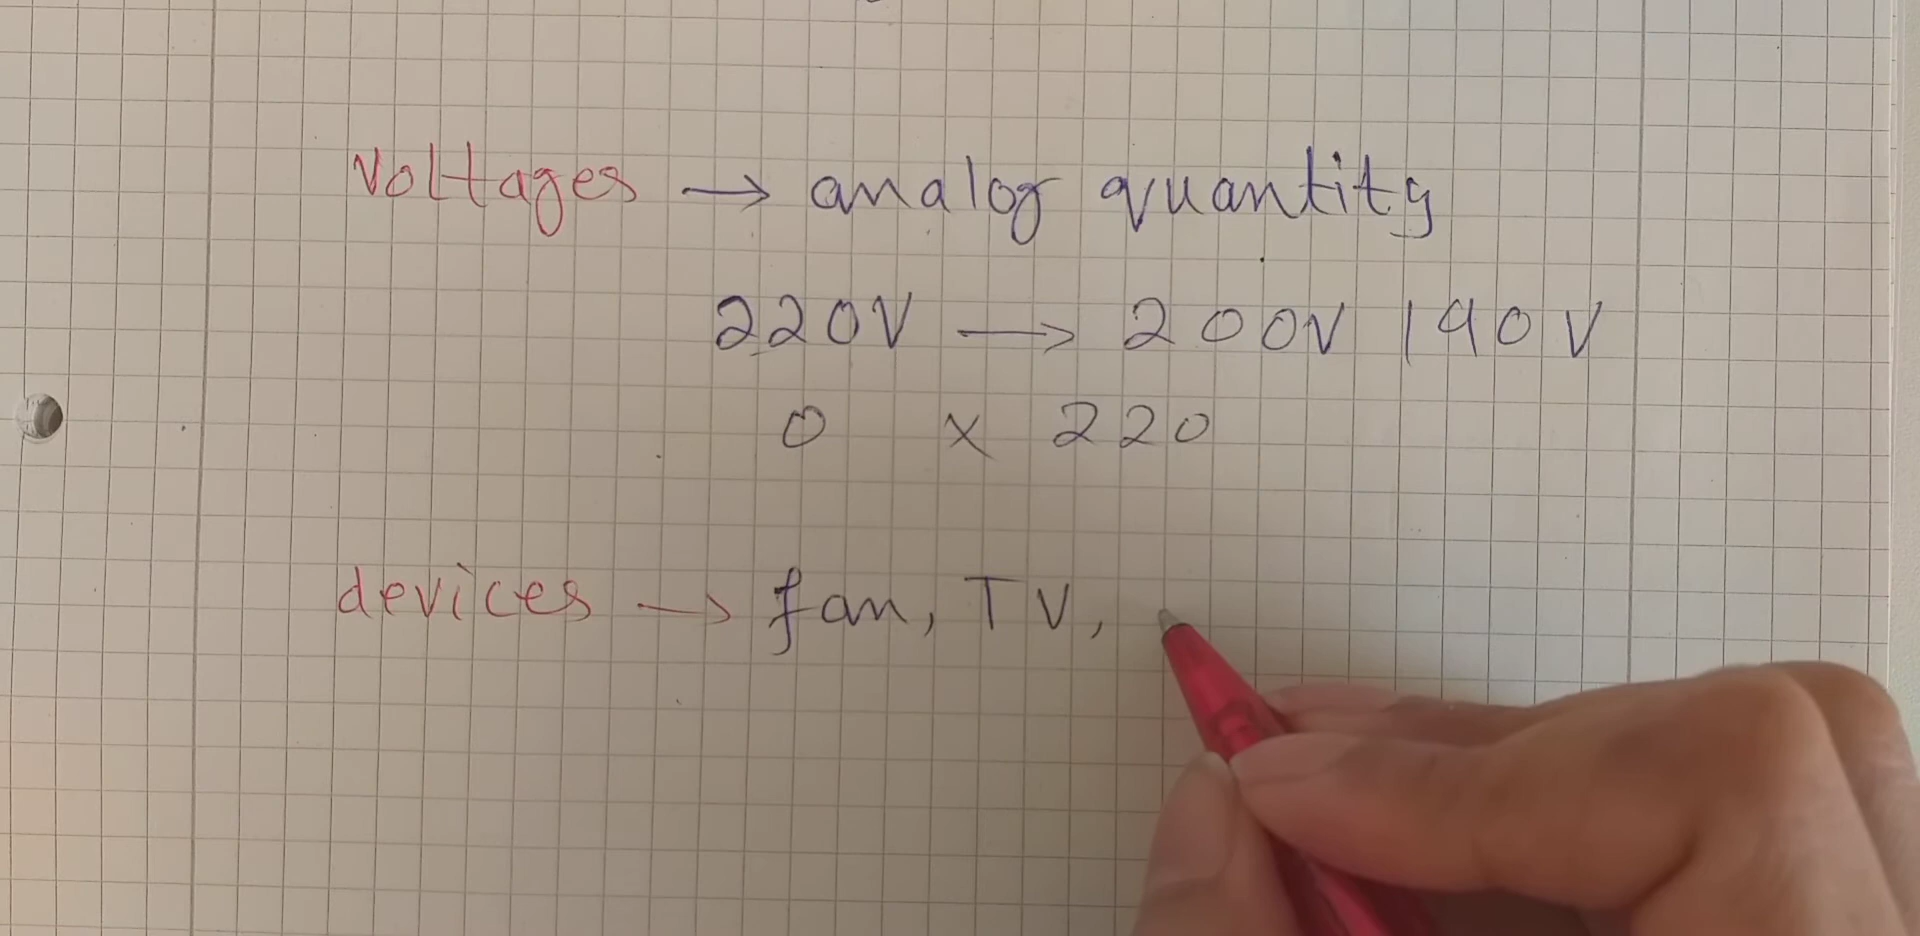 voltages → analog quantity
220V → 200V 190V
0 x 220
devices → fan, TV,